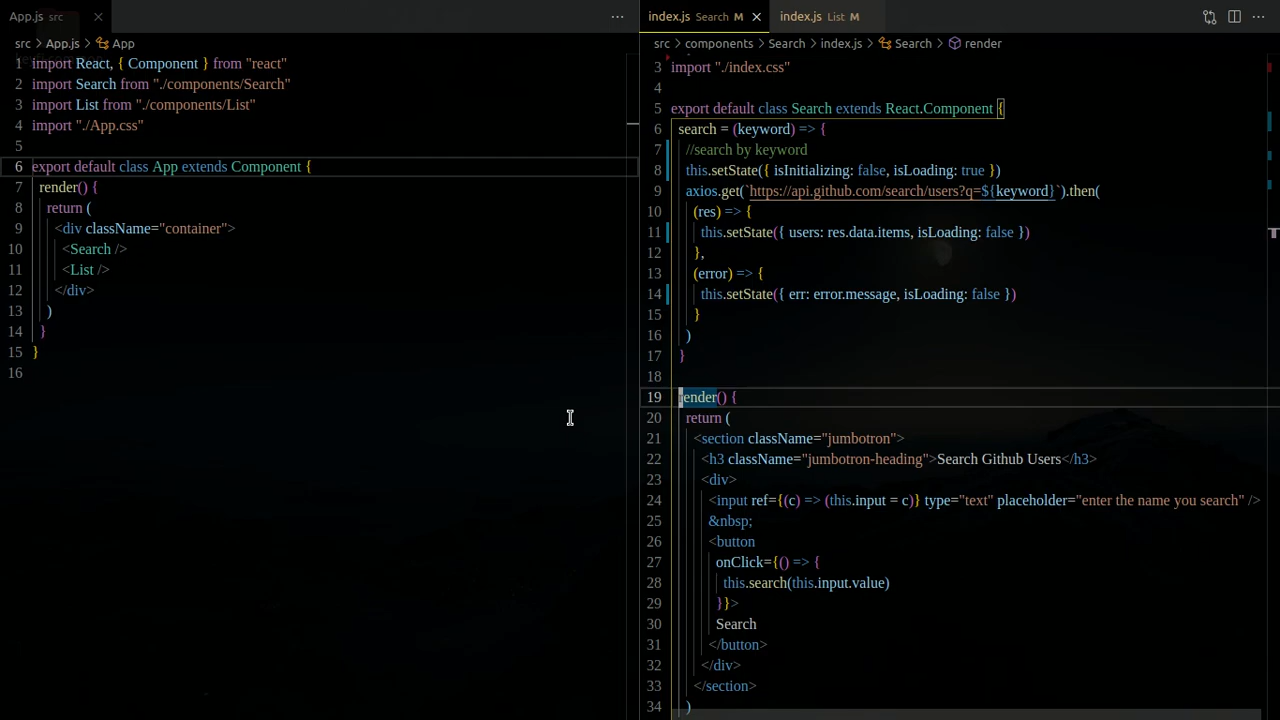 App.js src
src App.js App
1 import React, { Component } from "react"
2 import Search from "./components/Search"
3 import List from "./components/List"
4 import "./App.css"
5
6 export default class App extends Component {
7 render() {
8 return (
9 <div className="container">
10 <Search />
11 <List />
12 </div>
13 )
14 }
15 }
16
index.js Search M index.js List M
src components Search index.js Search render
3 import "./index.css"
4
5 export default class Search extends React.Component {
6 search = (keyword) => {
7 //search by keyword
8 this.setState({ isInitializing: false, isLoading: true })
9 axios.get(`https://api.github.com/search/users?q=${keyword}`).then(
10 (res) => {
11 this.setState({ users: res.data.items, isLoading: false })
12 },
13 (error) => {
14 this.setState({ err: error.message, isLoading: false })
15 }
16 )
17 }
18
19 render() {
20 return (
21 <section className="jumbotron">
22 <h3 className="jumbotron-heading">Search Github Users</h3>
23 <div>
24 <input ref={(c) => (this.input = c)} type="text" placeholder="enter the name you search" />
25 &nbsp;
26 <button
27 onClick={() => {
28 this.search(this.input.value)
29 }}>
30 Search
31 </button>
32 </div>
33 </section>
34 )